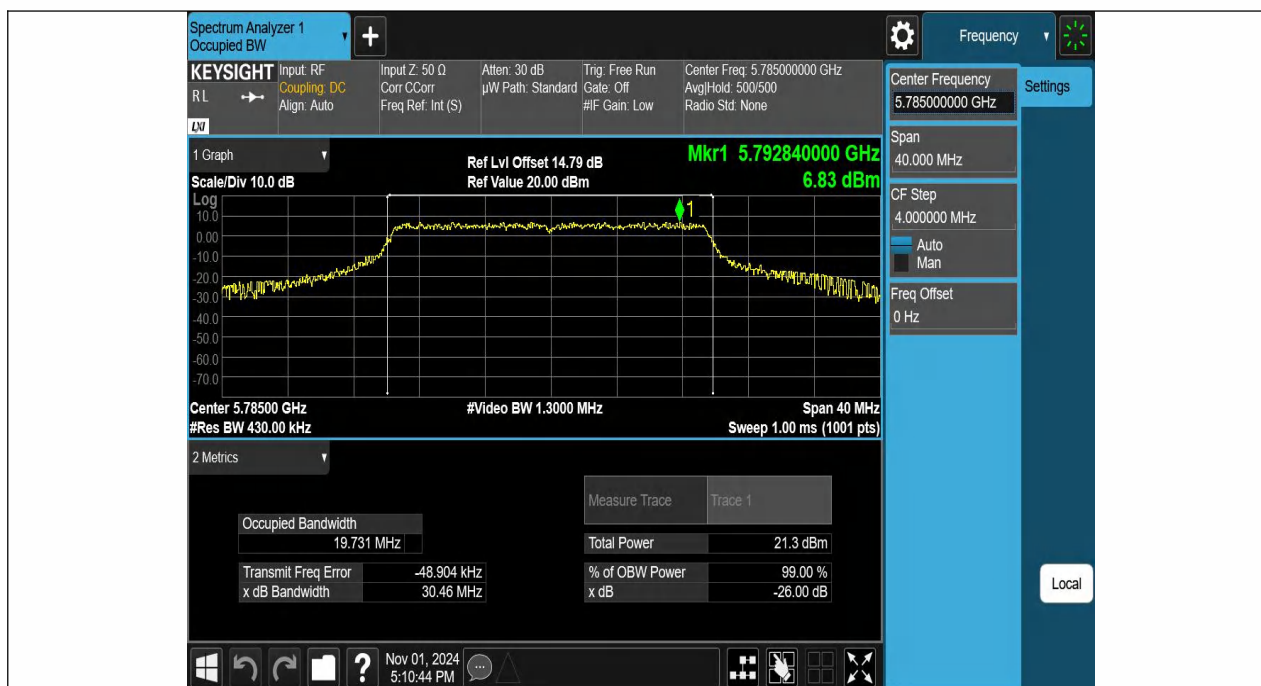 Spectrum Analyzer 1
Occupied BW
+
Frequency
KEYSIGHT
RL
LXI
Input: RF
Coupling: DC
Align: Auto
Input Z: 50 Ω
Corr CCorr
Freq Ref: Int (S)
Atten: 30 dB
µW Path: Standard
Trig: Free Run
Gate: Off
#IF Gain: Low
Center Freq: 5.785000000 GHz
Avg|Hold: 500/500
Radio Std: None
Center Frequency
5.785000000 GHz
Settings
Span
40.000 MHz
CF Step
4.000000 MHz
Auto
Man
Freq Offset
0 Hz
Local
1 Graph
Scale/Div 10.0 dB
Ref Lvl Offset 14.79 dB
Ref Value 20.00 dBm
Mkr1 5.792840000 GHz
6.83 dBm
Log
10.0
0.00
-10.0
-20.0
-30.0
-40.0
-50.0
-60.0
-70.0
1
Center 5.78500 GHz
#Video BW 1.3000 MHz
Span 40 MHz
#Res BW 430.00 kHz
Sweep 1.00 ms (1001 pts)
2 Metrics
Measure Trace Trace 1
Occupied Bandwidth
19.731 MHz
Total Power 21.3 dBm
Transmit Freq Error -48.904 kHz
% of OBW Power 99.00 %
x dB Bandwidth 30.46 MHz
x dB -26.00 dB
?
Nov 01, 2024
5:10:44 PM